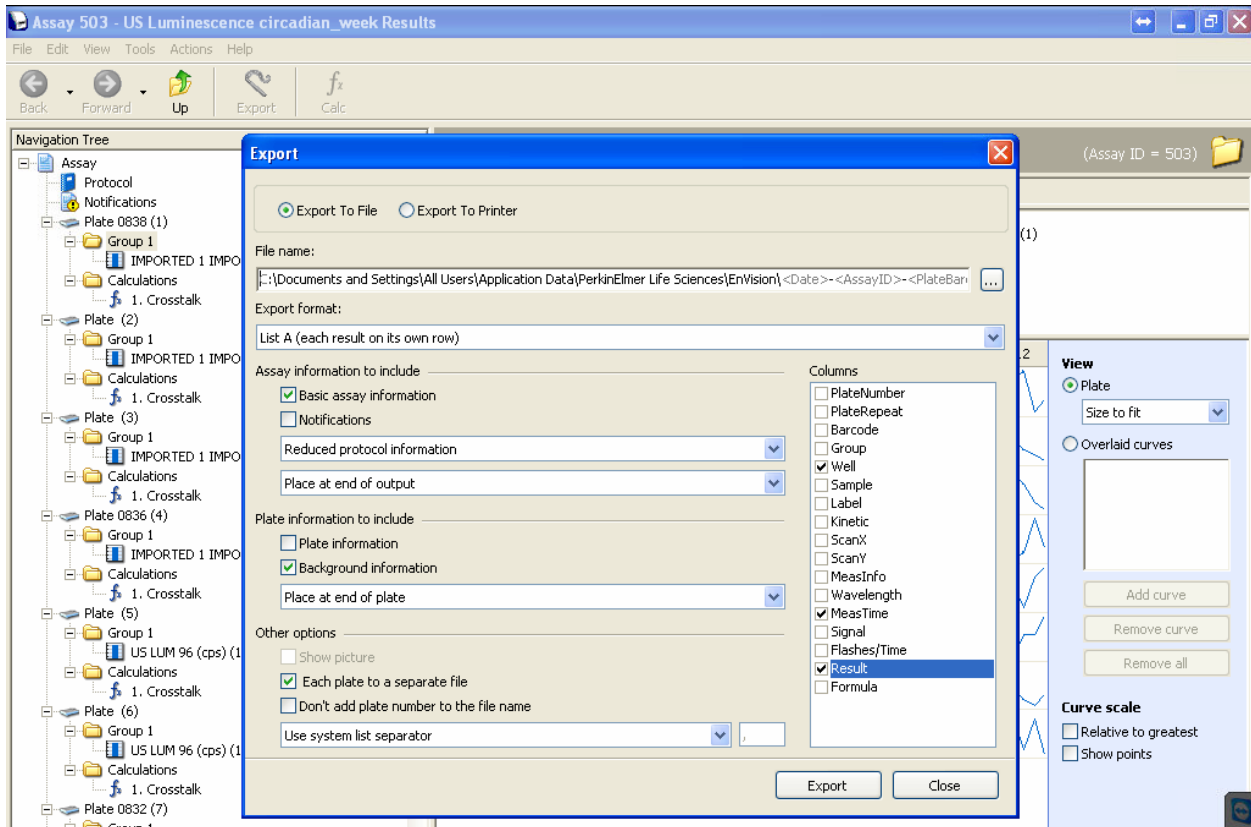 Assay 503 - US Luminescence circadian_week Results
File Edit View Tools Actions Help
Back Forward Up Export Calc
Navigation Tree
Assay
Protocol
Notifications
Plate 0838 (1)
Group 1
IMPORTED 1 IMPO
Calculations
1. Crosstalk
Plate (2)
Group 1
IMPORTED 1 IMPO
Calculations
1. Crosstalk
Plate (3)
Group 1
IMPORTED 1 IMPO
Calculations
1. Crosstalk
Plate 0836 (4)
Group 1
IMPORTED 1 IMPO
Calculations
1. Crosstalk
Plate (5)
Group 1
US LUM 96 (cps) (1
Calculations
1. Crosstalk
Plate (6)
Group 1
US LUM 96 (cps) (1
Calculations
1. Crosstalk
Plate 0832 (7)
Export
Export To File Export To Printer
File name:
:\Documents and Settings\All Users\Application Data\PerkinElmer Life Sciences\EnVision\<Date>-<AssayID>-<PlateBar
...
Export format:
List A (each result on its own row)
Assay information to include
Basic assay information
Notifications
Reduced protocol information
Place at end of output
Plate information to include
Plate information
Background information
Place at end of plate
Other options
Show picture
Each plate to a separate file
Don't add plate number to the file name
Use system list separator ,
Columns
PlateNumber
PlateRepeat
Barcode
Group
Well
Sample
Label
Kinetic
ScanX
ScanY
MeasInfo
Wavelength
MeasTime
Signal
Flashes/Time
Result
Formula
Export Close
(Assay ID = 503)
(1)
2
View
Plate
Size to fit
Overlaid curves
Add curve
Remove curve
Remove all
Curve scale
Relative to greatest
Show points